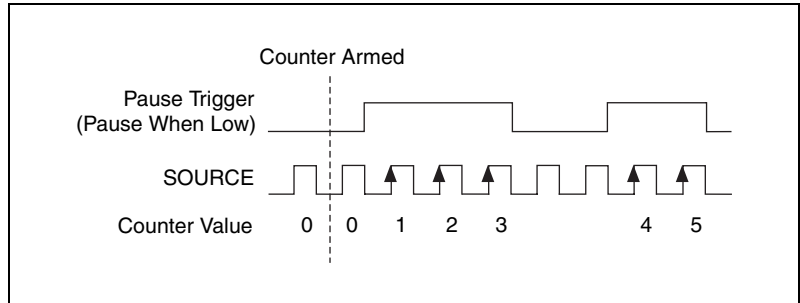 Counter Armed
Pause Trigger
(Pause When Low)
SOURCE
Counter Value 0 0 1 2 3 4 5